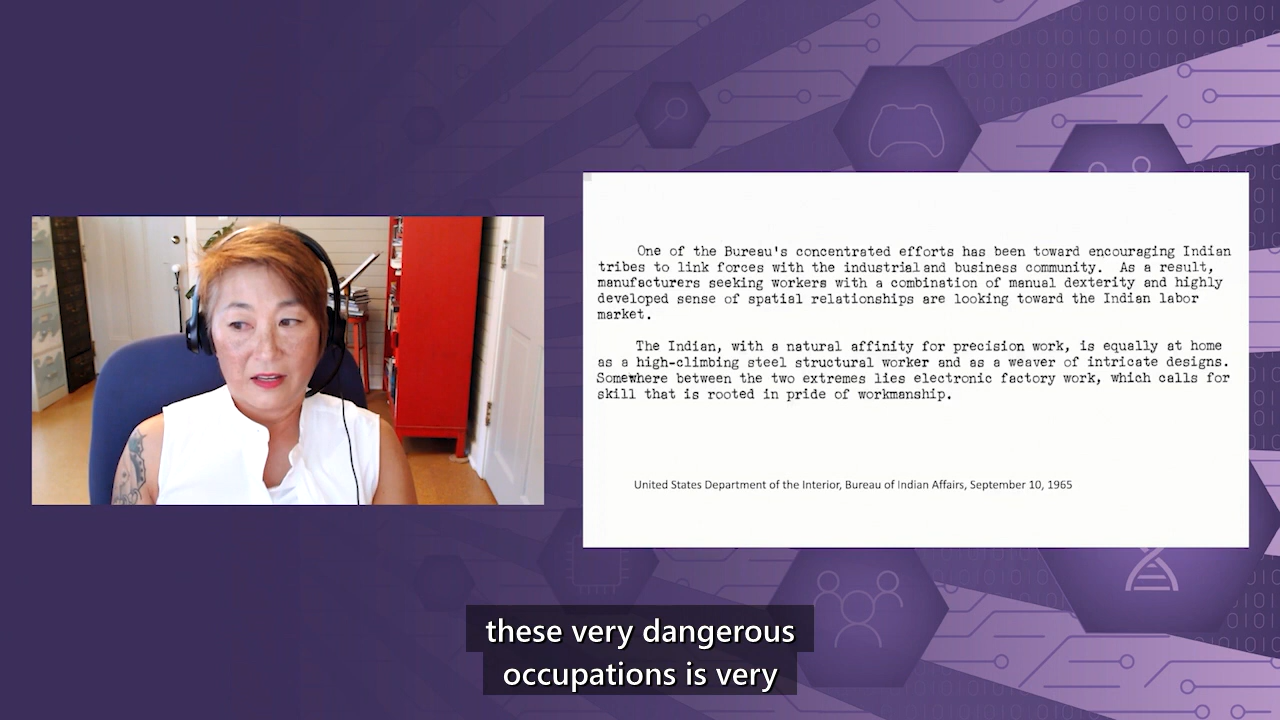 One of the Bureau's concentrated efforts has been toward encouraging Indian
tribes to link forces with the industrial and business community. As a result,
manufacturers seeking workers with a combination of manual dexterity and highly
developed sense of spatial relationships are looking toward the Indian labor
market.
The Indian, with a natural affinity for precision work, is equally at home
as a high-climbing steel structural worker and as a weaver of intricate designs.
Somewhere between the two extremes lies electronic factory work, which calls for
skill that is rooted in pride of workmanship.
United States Department of the Interior, Bureau of Indian Affairs, September 10, 1965
these very dangerous
occupations is very